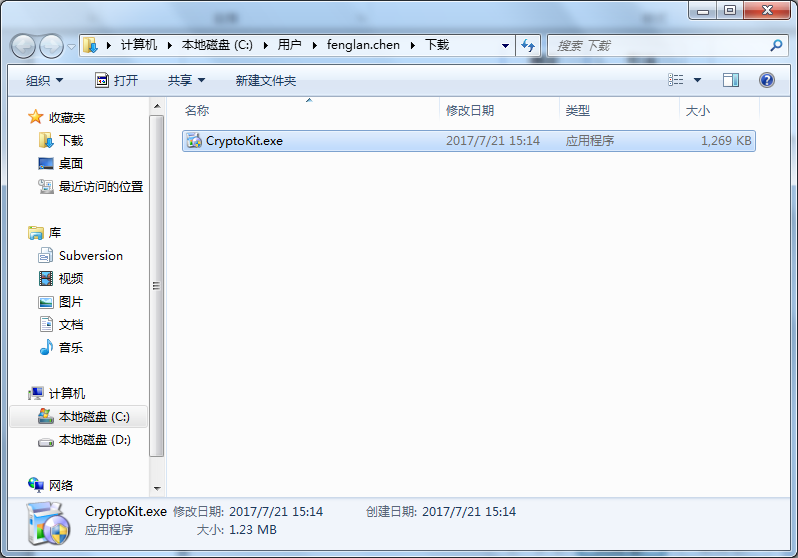 计算机 本地磁盘 (C:) 用户 fenglan.chen 下载
搜索 下载
组织 打开 共享 新建文件夹
名称 修改日期 类型 大小
CryptoKit.exe 2017/7/21 15:14 应用程序 1,269 KB
收藏夹
下载
桌面
最近访问的位置
库
Subversion
视频
图片
文档
音乐
计算机
本地磁盘 (C:)
本地磁盘 (D:)
网络
CryptoKit.exe 修改日期: 2017/7/21 15:14 创建日期: 2017/7/21 15:14
应用程序 大小: 1.23 MB